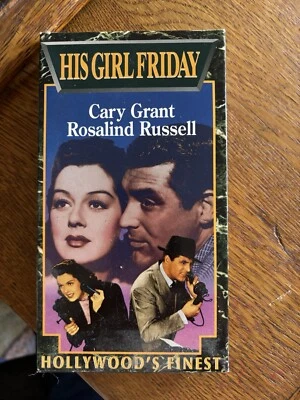 HIS GIRL FRIDAY
Cary Grant
Rosalind Russell
HOLLYWOOD'S FINEST